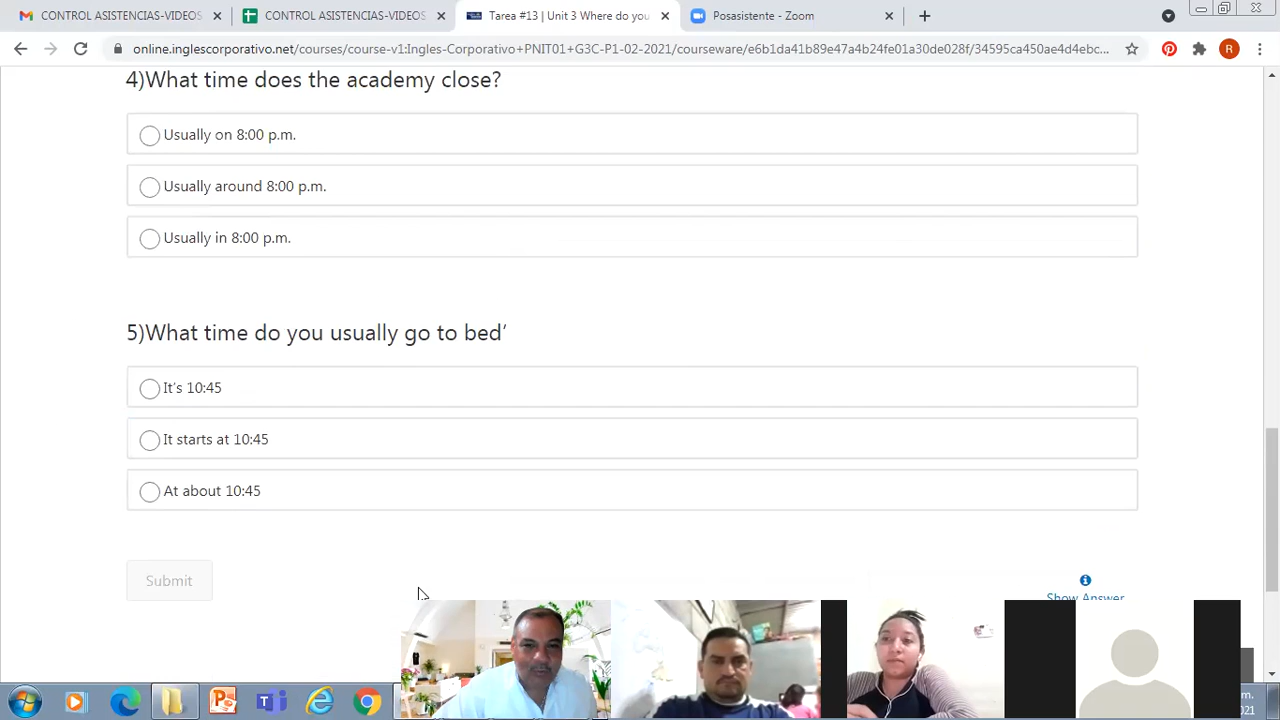 CONTROL ASISTENCIAS-VIDEOS
CONTROL ASISTENCIAS-VIDEOS
Tarea #13 | Unit 3 Where do you
Posasistente - Zoom
online.inglescorporativo.net/courses/course-v1:Ingles-Corporativo+PNIT01+G3C-P1-02-2021/courseware/e6b1da41b89e47a4b24fe01a30de028f/34595ca450ae4d4ebc...
R
4)What time does the academy close?
Usually on 8:00 p.m.
Usually around 8:00 p.m.
Usually in 8:00 p.m.
5)What time do you usually go to bed’
It's 10:45
It starts at 10:45
At about 10:45
Submit
Show Answer
m.
2021